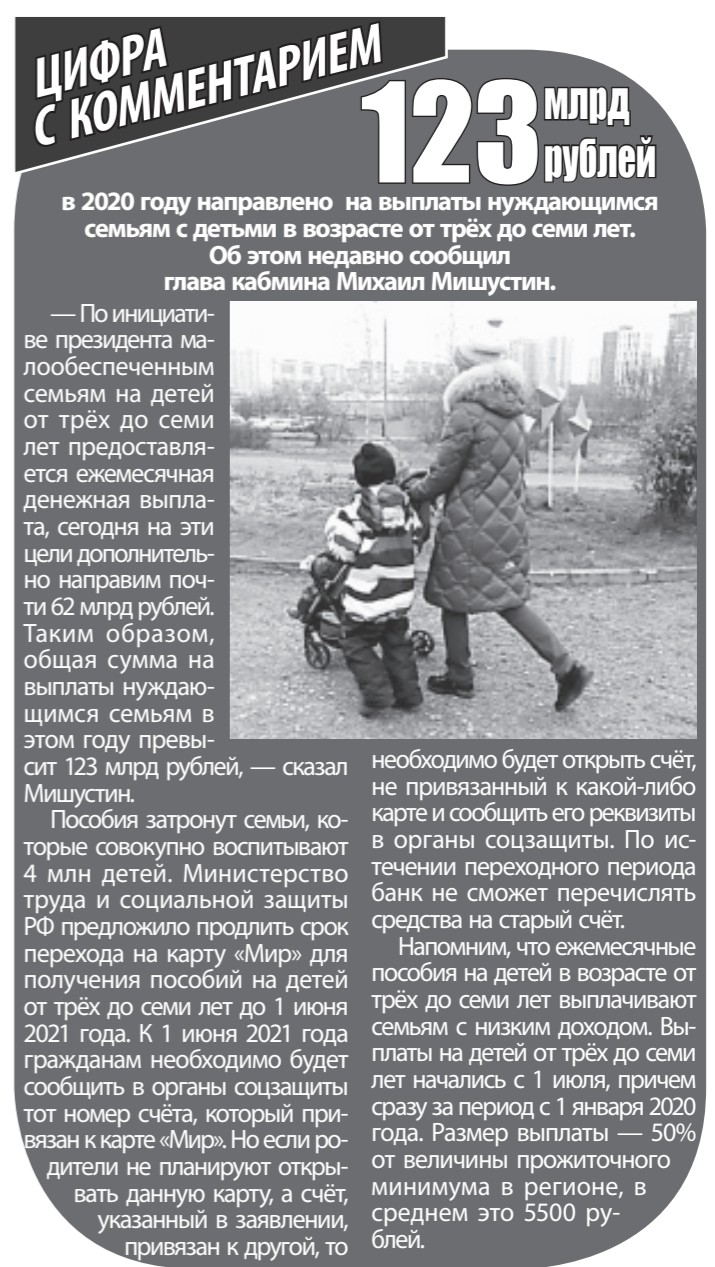 ЦИФРА
С КОММЕНТАРИЕМ
123 млрд
рублей
в 2020 году направлено на выплаты нуждающимся
семьям с детьми в возрасте от трёх до семи лет.
Об этом недавно сообщил
глава кабмина Михаил Мишустин.
— По инициати-
ве президента ма-
лообеспеченным
семьям на детей
от трёх до семи
лет предоставля-
ется ежемесячная
денежная выпла-
та, сегодня на эти
цели дополнитель-
но направим поч-
ти 62 млрд рублей.
Таким образом,
общая сумма на
выплаты нуждаю-
щимся семьям в
этом году превы-
сит 123 млрд рублей, — сказал
Мишустин.
Пособия затронут семьи, ко-
торые совокупно воспитывают
4 млн детей. Министерство
труда и социальной защиты
РФ предложило продлить срок
перехода на карту «Мир» для
получения пособий на детей
от трёх до семи лет до 1 июня
2021 года. К 1 июня 2021 года
гражданам необходимо будет
сообщить в органы соцзащиты
тот номер счёта, который при-
вязан к карте «Мир». Но если ро-
дители не планируют откры-
вать данную карту, а счёт,
указанный в заявлении,
привязан к другой, то
необходимо будет открыть счёт,
не привязанный к какой-либо
карте и сообщить его реквизиты
в органы соцзащиты. По ис-
течении переходного периода
банк не сможет перечислять
средства на старый счёт.
Напомним, что ежемесячные
пособия на детей в возрасте от
трёх до семи лет выплачивают
семьям с низким доходом. Вы-
платы на детей от трёх до семи
лет начались с 1 июля, причем
сразу за период с 1 января 2020
года. Размер выплаты — 50%
от величины прожиточного
минимума в регионе, в
среднем это 5500 ру-
блей.